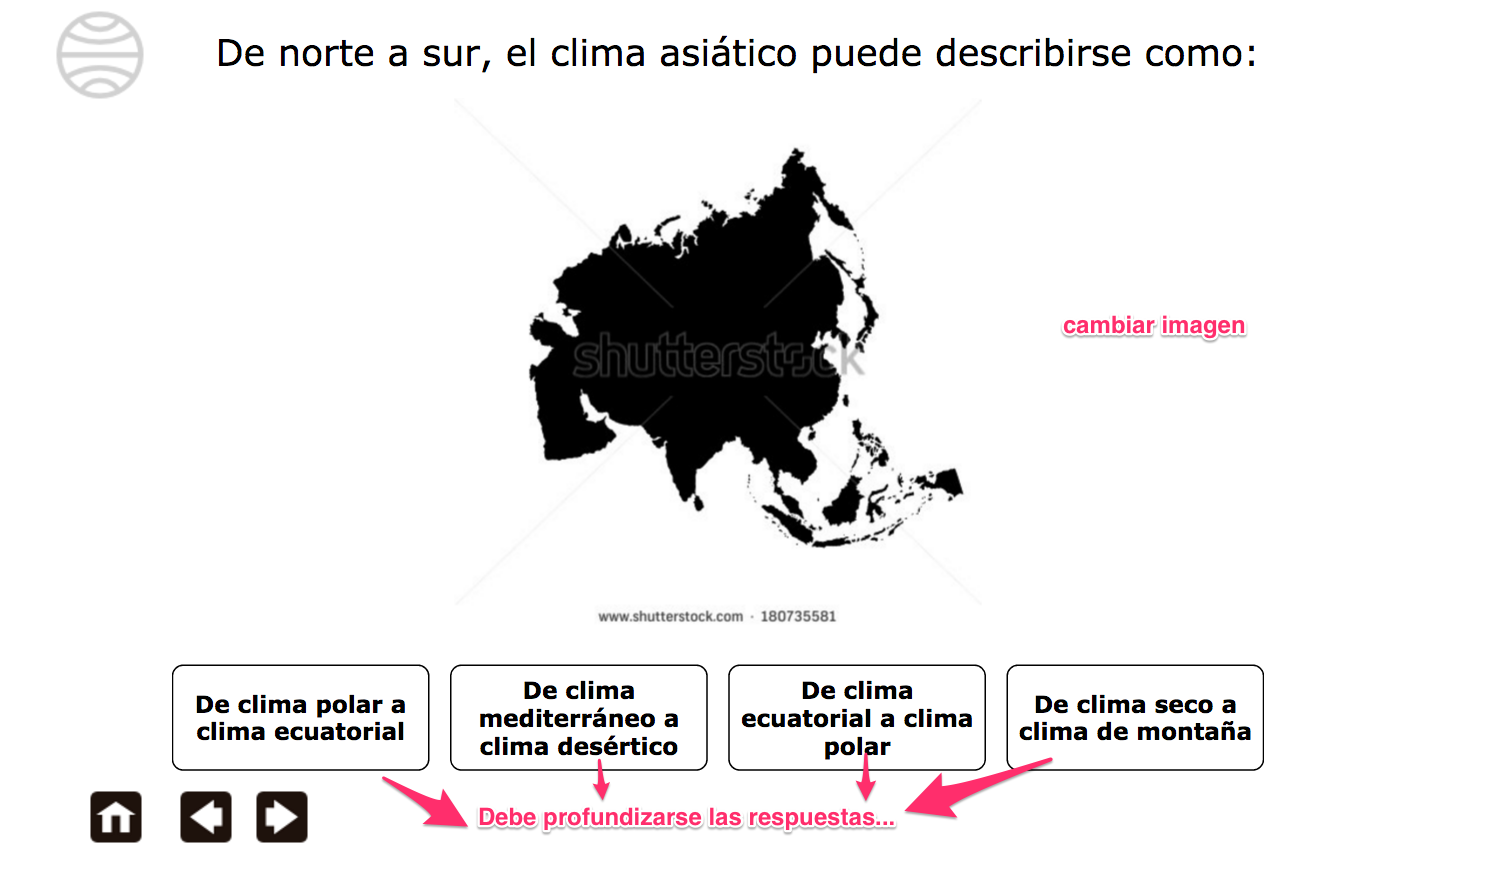 De norte a sur, el clima asiático puede describirse como:
cambiar imagen
shutterstock
www.shutterstock.com · 180735581
De clima polar a
clima ecuatorial
De clima
mediterráneo a
clima desértico
De clima
ecuatorial a clima
polar
De clima seco a
clima de montaña
Debe profundizarse las respuestas...